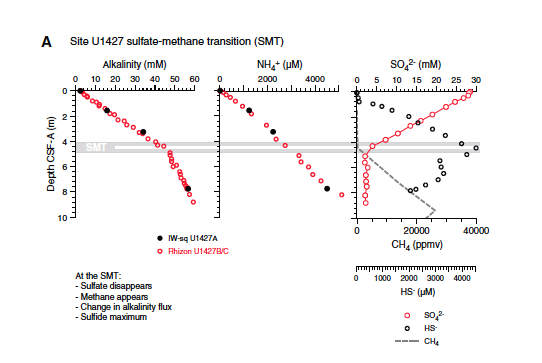 A Site U1427 sulfate-methane transition (SMT)
Alkalinity (mM) NH₄⁺ (µM) SO₄²⁻ (mM)
0 10 20 30 40 50 60 0 2000 4000 0 5 10 15 20 25 30
Depth CSF-A (m)
0
2
4
6
8
10
SMT
0 20000 40000
CH₄ (ppmv)
IW-sq U1427A
Rhizon U1427B/C
0 1000 2000 3000 4000
HS⁻ (µM)
At the SMT:
- Sulfate disappears
- Methane appears
- Change in alkalinity flux
- Sulfide maximum
SO₄²⁻
HS⁻
CH₄